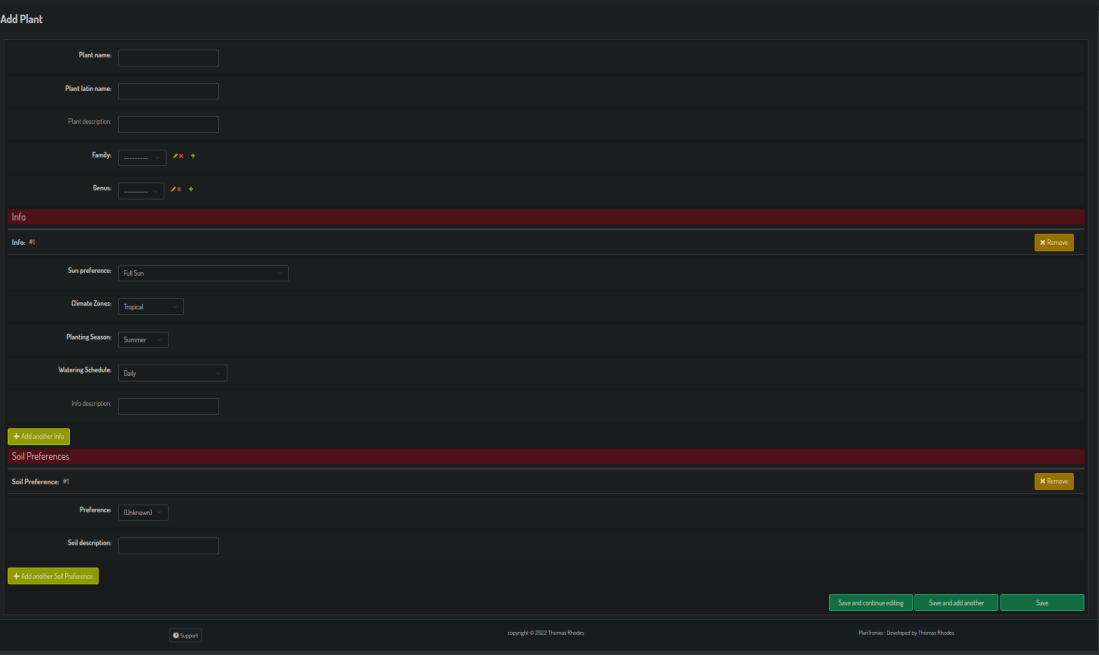 Add Plant
Plant name:
Plant latin name:
Plant description:
Family: ---------
Genus: ---------
Info
Info: #1 Remove
Sun preference: Full Sun
Climate Zones: Tropical
Planting Season: Summer
Watering Schedule: Daily
Info description:
Add another Info
Soil Preferences
Soil Preference: #1 Remove
Preference: (Unknown)
Soil description:
Add another Soil Preference
Save and continue editing Save and add another Save
Support copyright © 2022 Thomas Rhodes PlanTronies · Developed by Thomas Rhodes